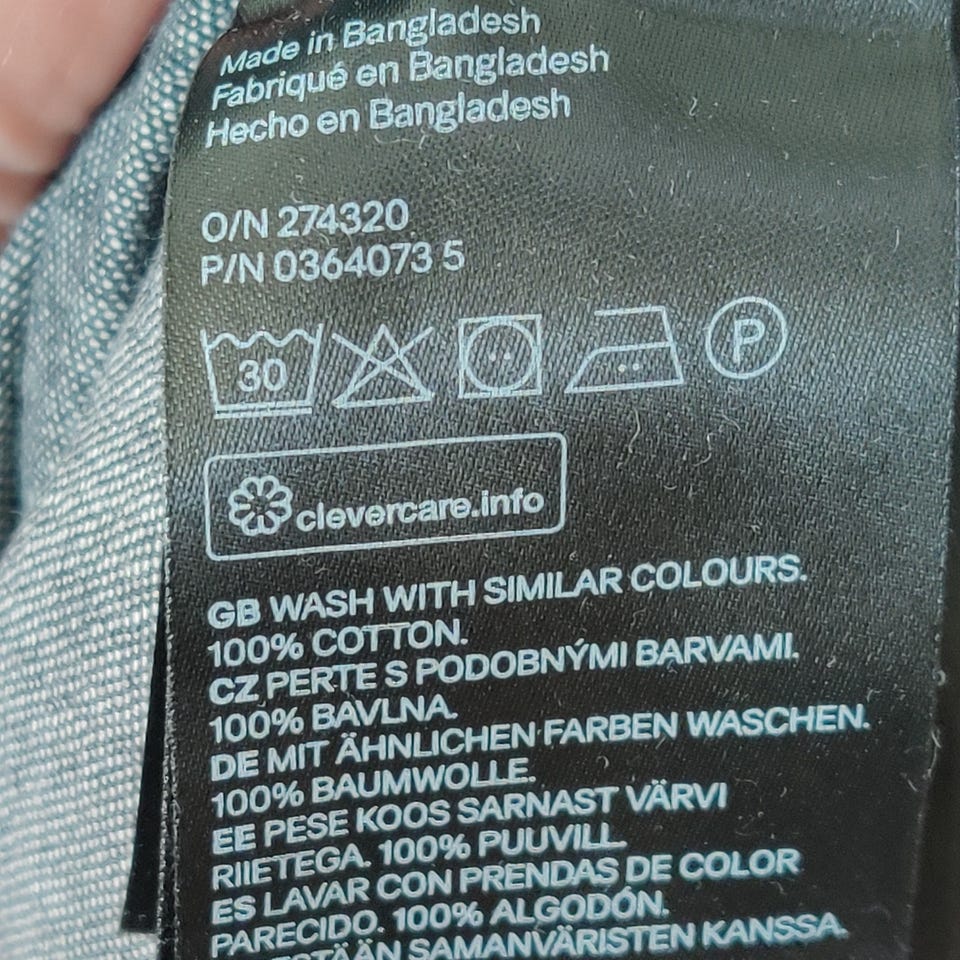 Made in Bangladesh
Fabriqué en Bangladesh
Hecho en Bangladesh
O/N 274320
P/N 0364073 5
30
P
clevercare.info
GB WASH WITH SIMILAR COLOURS.
100% COTTON.
CZ PERTE S PODOBNÝMI BARVAMI.
100% BAVLNA.
DE MIT ÄHNLICHEN FARBEN WASCHEN.
100% BAUMWOLLE.
EE PESE KOOS SARNAST VÄRVI
RIIETEGA. 100% PUUVILL.
ES LAVAR CON PRENDAS DE COLOR
PARECIDO. 100% ALGODÓN.
SAMANVÄRISTEN KANSSA.